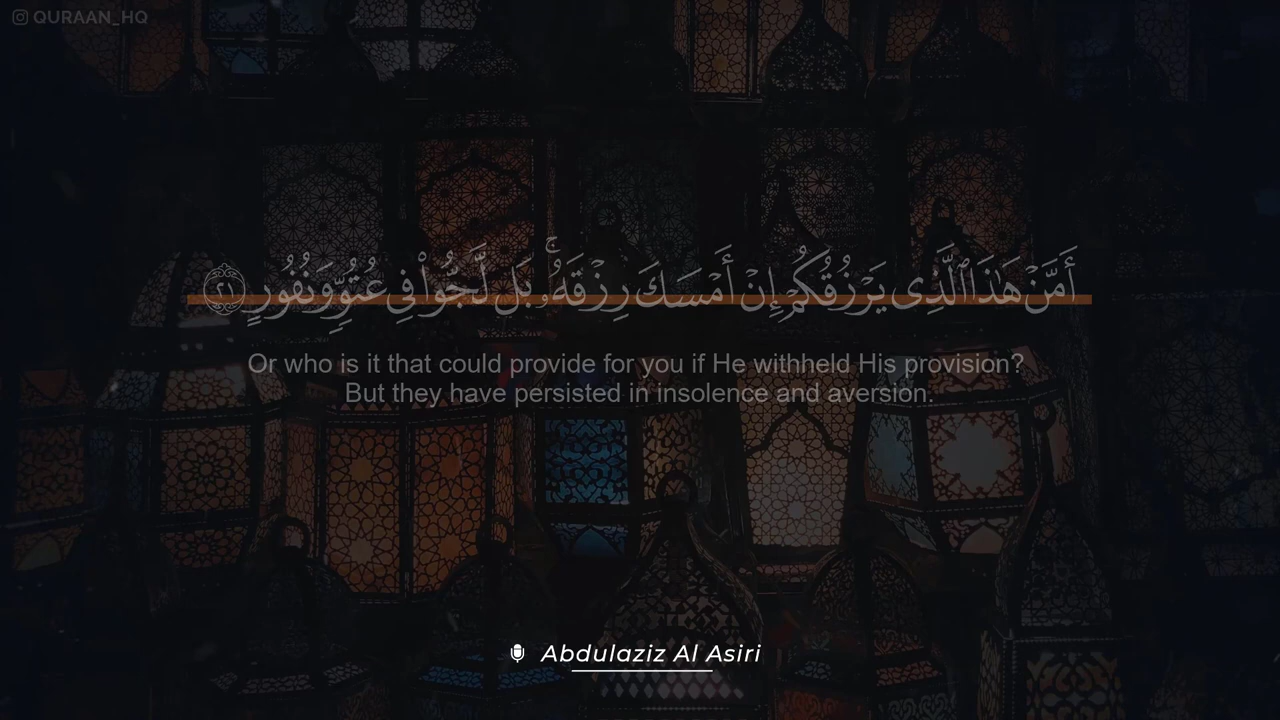 QURAAN_HQ
أَمَّنْ هَٰذَا ٱلَّذِى يَرْزُقُكُمْ إِنْ أَمْسَكَ رِزْقَهُۥ ۚ بَل لَّجُّوا۟ فِى عُتُوٍّ وَنُفُورٍ ٢١
Or who is it that could provide for you if He withheld His provision?
But they have persisted in insolence and aversion.
Abdulaziz Al Asiri